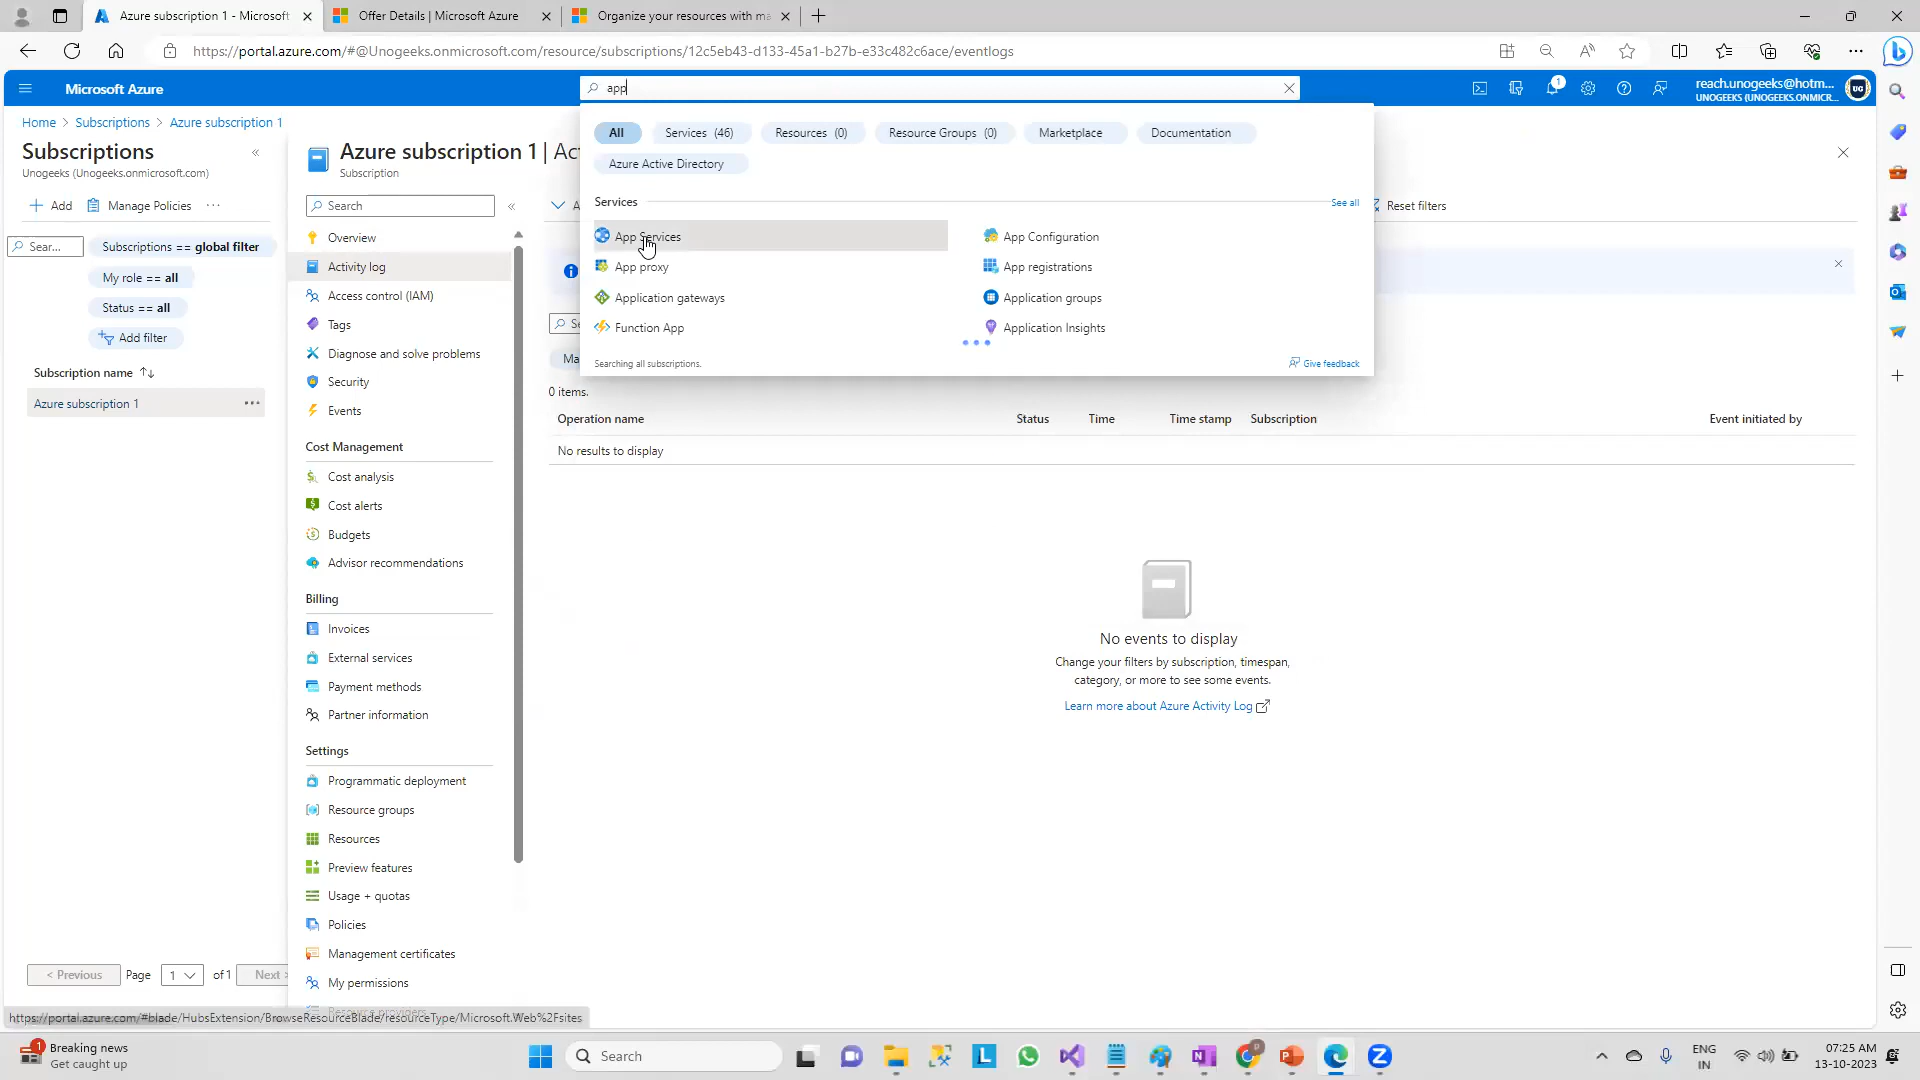 Azure subscription 1 - Microsoft
Offer Details | Microsoft Azure
Organize your resources with ma
https://portal.azure.com/#@Unogeeks.onmicrosoft.com/resource/subscriptions/12c5eb43-d133-45a1-b27b-e33c482c6ace/eventlogs
Microsoft Azure
app
1
reach.unogeeks@hotm...
UNOGEEKS (UNOGEEKS.ONMICR...
UG
Home > Subscriptions > Azure subscription 1
Subscriptions
Unogeeks (Unogeeks.onmicrosoft.com)
Add
Manage Policies
...
Sear...
Subscriptions == global filter
My role == all
Status == all
Add filter
Subscription name
Azure subscription 1
...
< Previous
Page
1
of 1
Next >
Azure subscription 1 | Ac
Subscription
Search
Overview
Activity log
Access control (IAM)
Tags
Diagnose and solve problems
Security
Events
Cost Management
Cost analysis
Cost alerts
Budgets
Advisor recommendations
Billing
Invoices
External services
Payment methods
Partner information
Settings
Programmatic deployment
Resource groups
Resources
Preview features
Usage + quotas
Policies
Management certificates
My permissions
All
Services (46)
Resources (0)
Resource Groups (0)
Marketplace
Documentation
Azure Active Directory
Services
See all
App Services
App Configuration
App proxy
App registrations
Application gateways
Application groups
Function App
Application Insights
Searching all subscriptions.
Give feedback
A
Reset filters
Se
Ma
0 items.
Operation name
Status
Time
Time stamp
Subscription
Event initiated by
No results to display
No events to display
Change your filters by subscription, timespan,
category, or more to see some events.
Learn more about Azure Activity Log
https://portal.azure.com/#blade/HubsExtension/BrowseResourceBlade/resourceType/Microsoft.Web%2Fsites
1
Breaking news
Get caught up
Search
ENG
IN
07:25 AM
13-10-2023